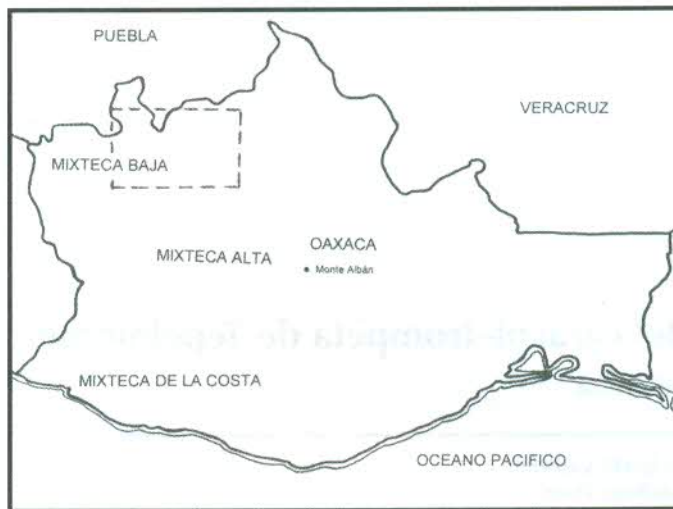 PUEBLA
VERACRUZ
MIXTECA BAJA
OAXACA
MIXTECA ALTA
Monte Albán
MIXTECA DE LA COSTA
OCEANO PACIFICO